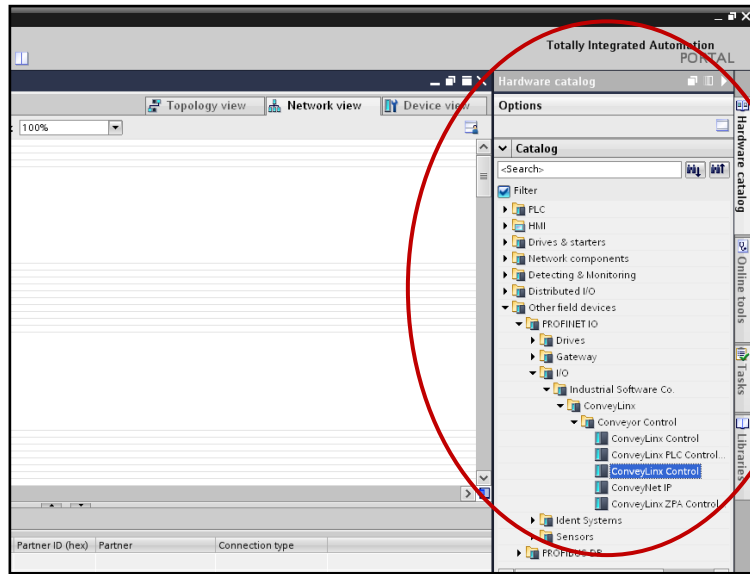 Totally Integrated Automation
PORTAL
Hardware catalog
Topology view
Network view
Device view
Options
100%
Catalog
<Search>
Filter
PLC
HMI
Drives & starters
Network components
Detecting & Monitoring
Distributed I/O
Other field devices
PROFINET IO
Drives
Gateway
I/O
Industrial Software Co.
ConveyLinx
Conveyor Control
ConveyLinx Control
ConveyLinx PLC Control...
ConveyLinx Control
ConveyNet IP
ConveyLinx ZPA Control...
Ident Systems
Sensors
PROFIBUS DP
Hardware catalog
Online tools
Tasks
Libraries
Partner ID (hex)
Partner
Connection type